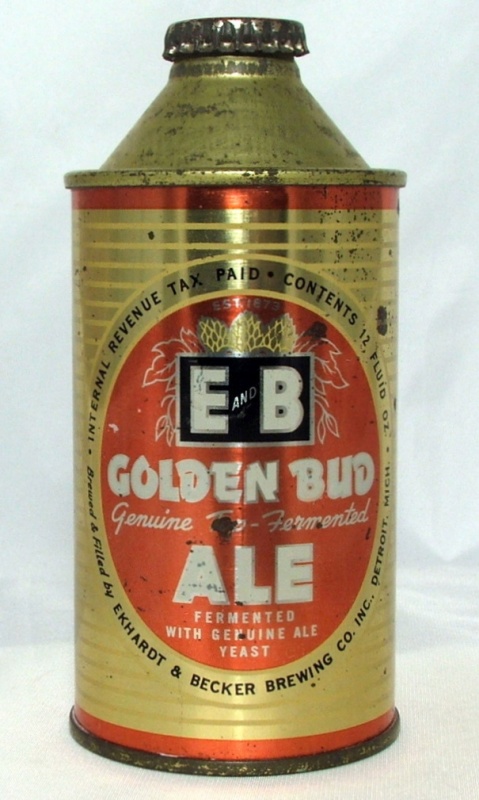 INTERNAL REVENUE TAX PAID • CONTENTS 12 FLUID OZ. •
EST. 1873
E AND B
GOLDEN BUD
Genuine Top-Fermented
ALE
FERMENTED
WITH GENUINE ALE
YEAST
Brewed & Filled by EKHARDT & BECKER BREWING CO. INC., DETROIT, MICH. •